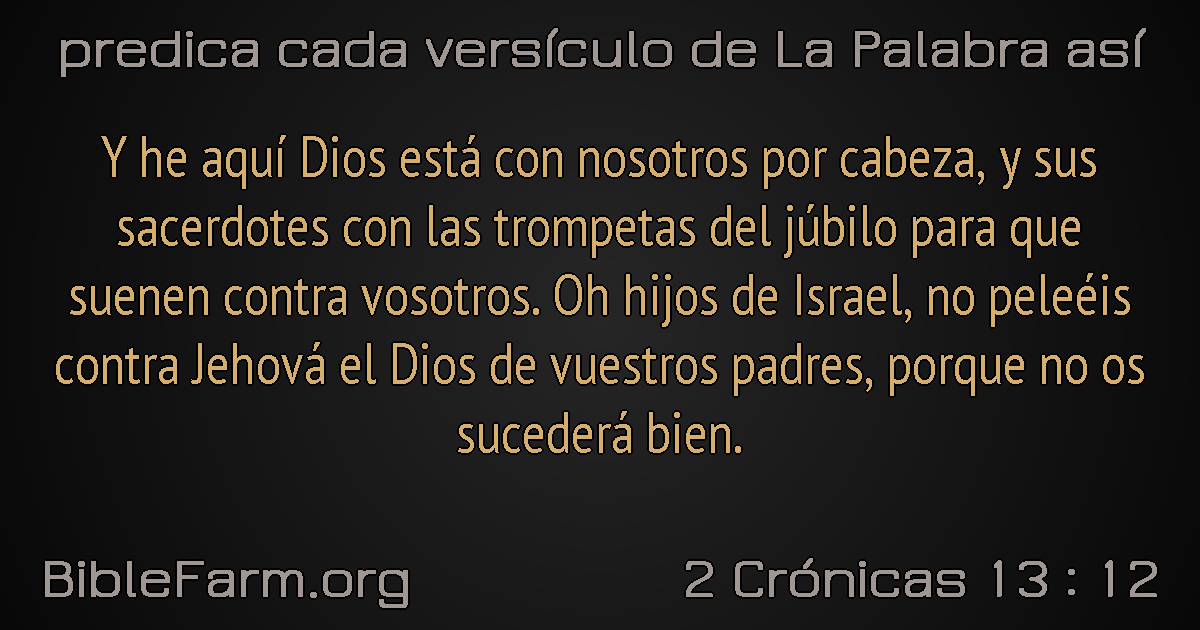 predica cada versículo de La Palabra así
Y he aquí Dios está con nosotros por cabeza, y sus
sacerdotes con las trompetas del júbilo para que
suenen contra vosotros. Oh hijos de Israel, no peleéis
contra Jehová el Dios de vuestros padres, porque no os
sucederá bien.
BibleFarm.org
2 Crónicas 13 : 12